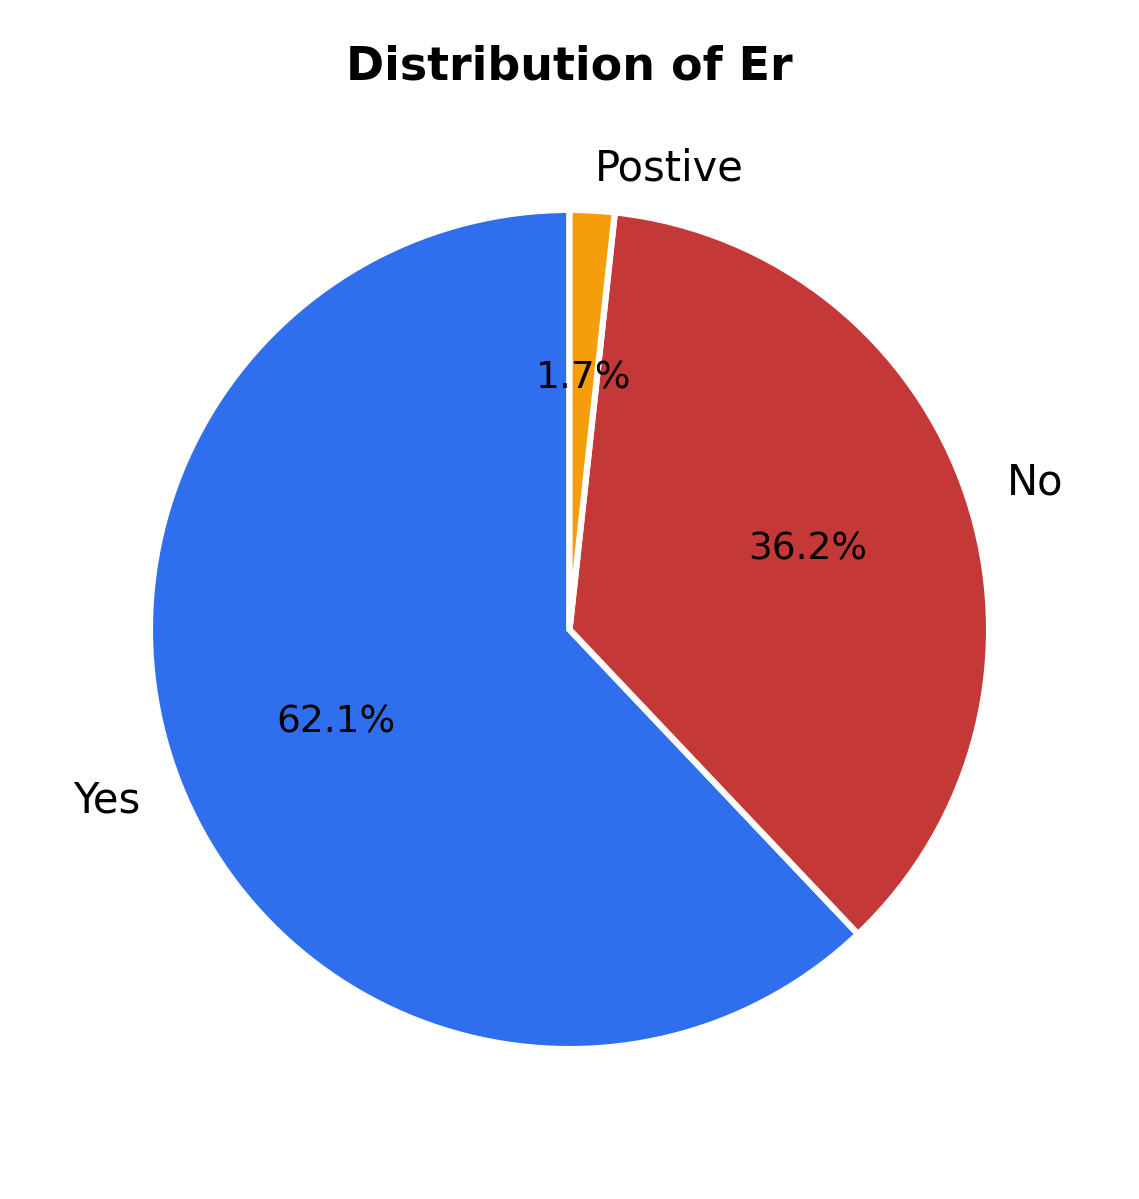 Distribution of Er
Postive
1.7%
No
36.2%
62.1%
Yes